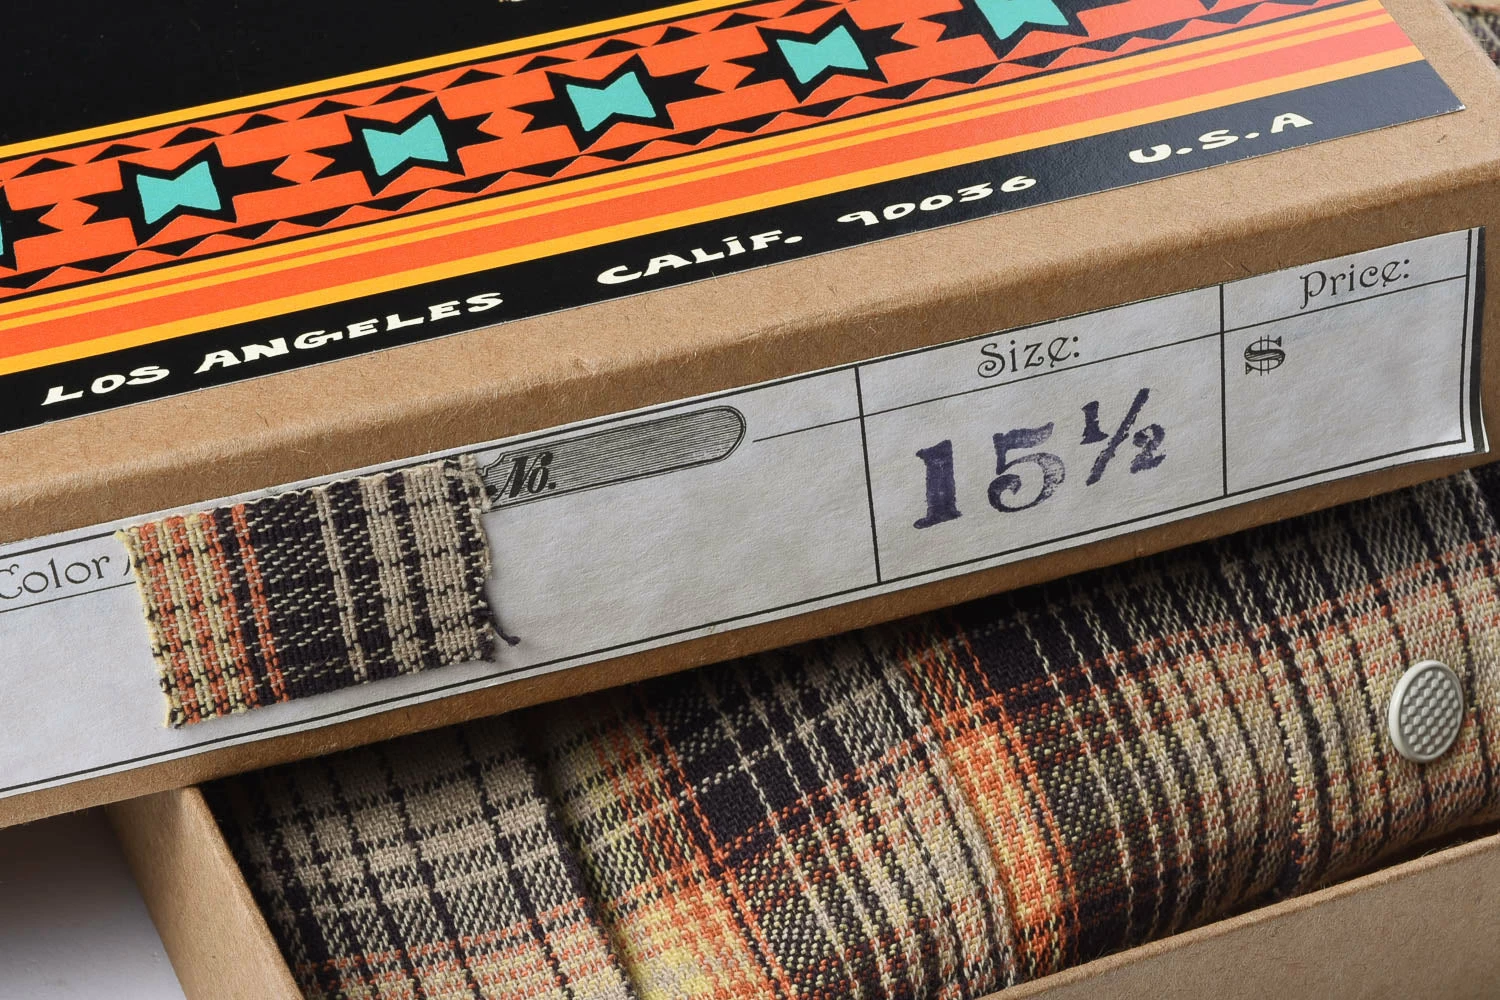 LOS ANGELES CALIF. 90036 U.S.A
Color
No.
Size:
15½
Price:
$